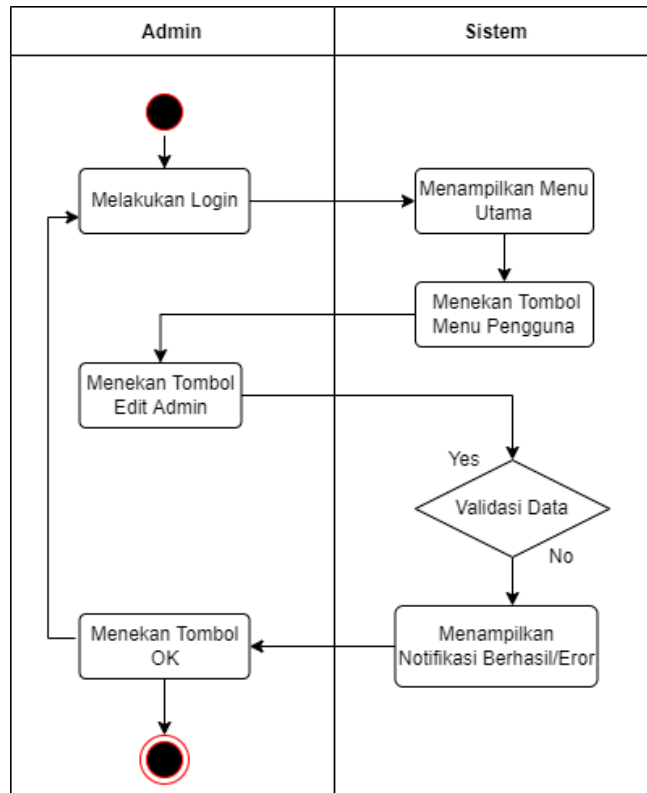 Admin
Sistem
Melakukan Login
Menampilkan Menu
Utama
Menekan Tombol
Menu Pengguna
Menekan Tombol
Edit Admin
Yes
Validasi Data
No
Menampilkan
Notifikasi Berhasil/Eror
Menekan Tombol
OK